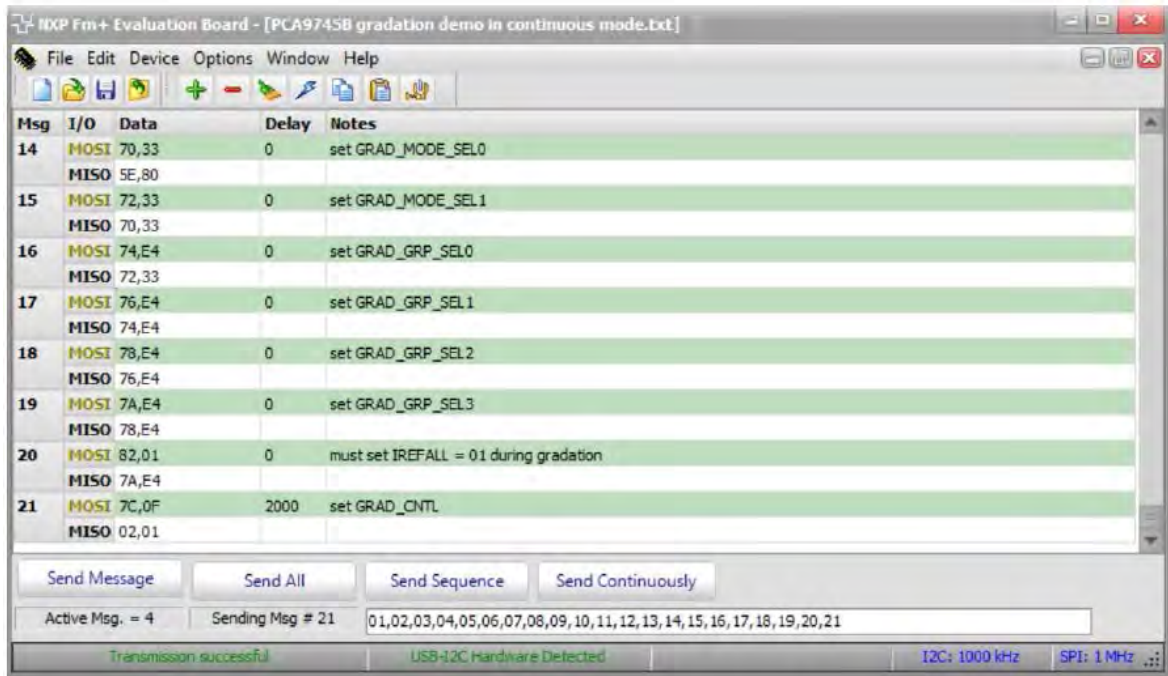 NXP Fm+ Evaluation Board - [PCA9745B gradation demo in continuous mode.txt]
File Edit Device Options Window Help
Msg I/O Data Delay Notes
14 MOSI 70,33 0 set GRAD_MODE_SEL0
MISO 5E,80
15 MOSI 72,33 0 set GRAD_MODE_SEL1
MISO 70,33
16 MOSI 74,E4 0 set GRAD_GRP_SEL0
MISO 72,33
17 MOSI 76,E4 0 set GRAD_GRP_SEL1
MISO 74,E4
18 MOSI 78,E4 0 set GRAD_GRP_SEL2
MISO 76,E4
19 MOSI 7A,E4 0 set GRAD_GRP_SEL3
MISO 78,E4
20 MOSI 82,01 0 must set IREFALL = 01 during gradation
MISO 7A,E4
21 MOSI 7C,0F 2000 set GRAD_CNTL
MISO 02,01
Send Message Send All Send Sequence Send Continuously
Active Msg. = 4 Sending Msg # 21 01,02,03,04,05,06,07,08,09,10,11,12,13,14,15,16,17,18,19,20,21
Transmission successful USB-I2C Hardware Detected I2C: 1000 kHz SPI: 1 MHz